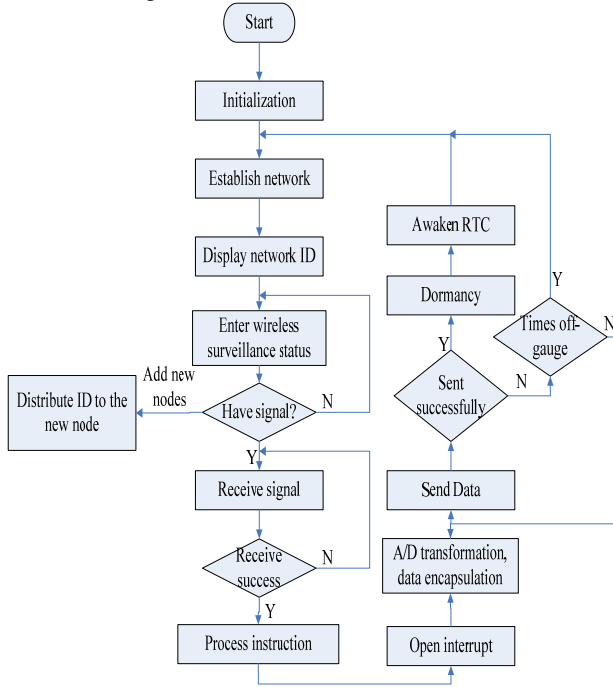 Start
Initialization
Establish network
Display network ID
Enter wireless
surveillance status
Add new
nodes
Distribute ID to the
new node
Have signal?
N
Y
Receive signal
Receive
success
N
Y
Process instruction
Awaken RTC
Dormancy
Y
Sent
successfully
N
Y
Times off-
gauge
N
Send Data
A/D transformation,
data encapsulation
Open interrupt